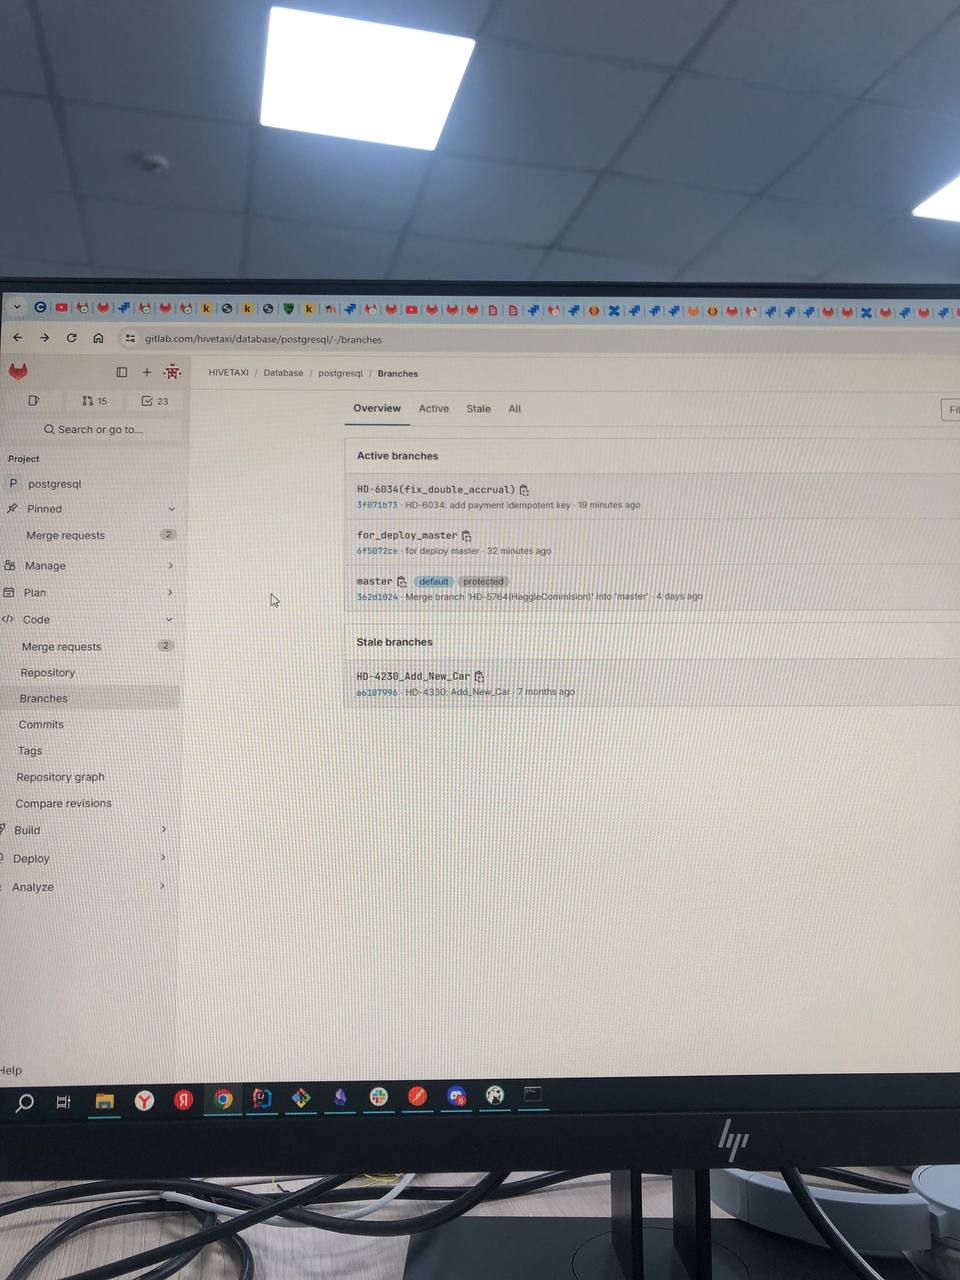 gitlab.com/hivetaxi/database/postgresql/-/branches
HIVETAXI / Database / postgresql / Branches
15
23
Search or go to...
Project
P postgresql
Pinned
Merge requests 2
Manage
Plan
Code
Merge requests 2
Repository
Branches
Commits
Tags
Repository graph
Compare revisions
Build
Deploy
Analyze
Help
Overview Active Stale All
Fil
Active branches
HD-6034(fix_double_accrual)
3f071b73 · HD-6034: add payment idempotent key · 19 minutes ago
for_deploy_master
6f5072ce · for deploy master · 32 minutes ago
master default protected
362d1024 · Merge branch 'HD-5764(HaggleCommision)' into 'master' · 4 days ago
Stale branches
HD-4230_Add_New_Car
a6107996 · HD-4330: Add_New_Car · 7 months ago
hp